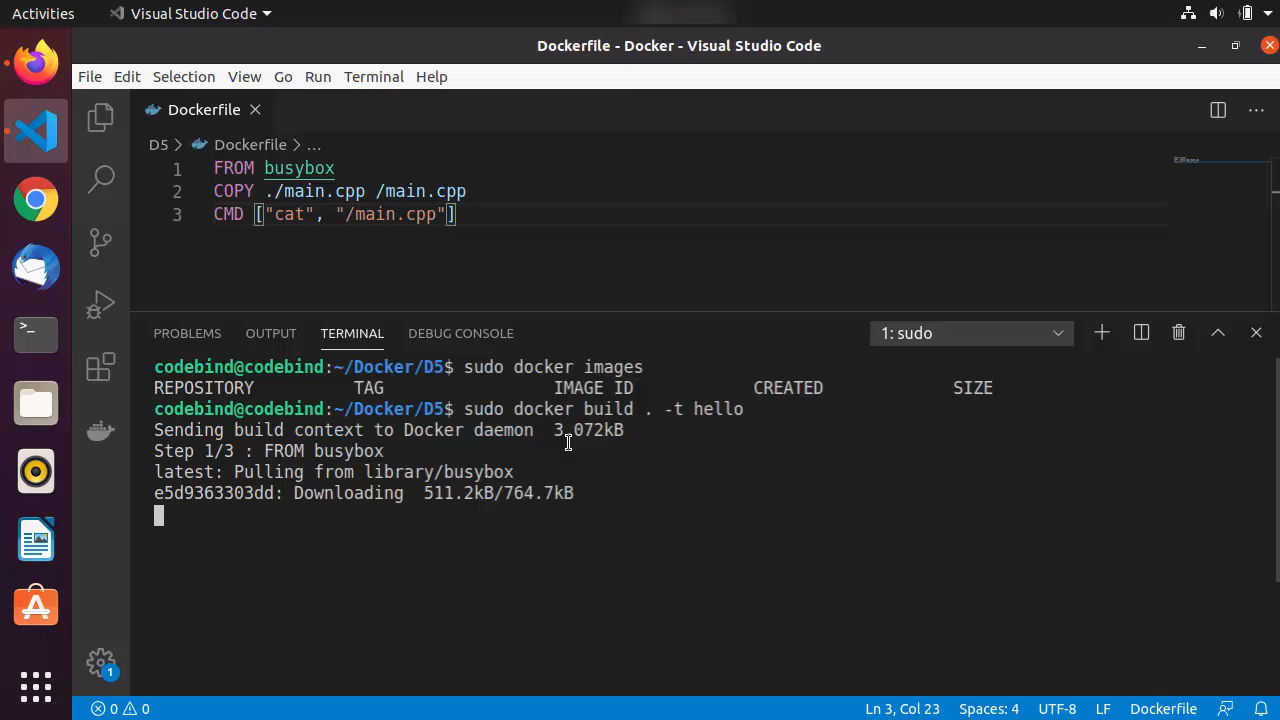 Activities Visual Studio Code
Dockerfile - Docker - Visual Studio Code
File Edit Selection View Go Run Terminal Help
Dockerfile
D5 Dockerfile …
1 FROM busybox
2 COPY ./main.cpp /main.cpp
3 CMD ["cat", "/main.cpp"]
PROBLEMS OUTPUT TERMINAL DEBUG CONSOLE 1: sudo
codebind@codebind:~/Docker/D5$ sudo docker images
REPOSITORY TAG IMAGE ID CREATED SIZE
codebind@codebind:~/Docker/D5$ sudo docker build . -t hello
Sending build context to Docker daemon 3.072kB
Step 1/3 : FROM busybox
latest: Pulling from library/busybox
e5d9363303dd: Downloading 511.2kB/764.7kB
1
0 0 Ln 3, Col 23 Spaces: 4 UTF-8 LF Dockerfile